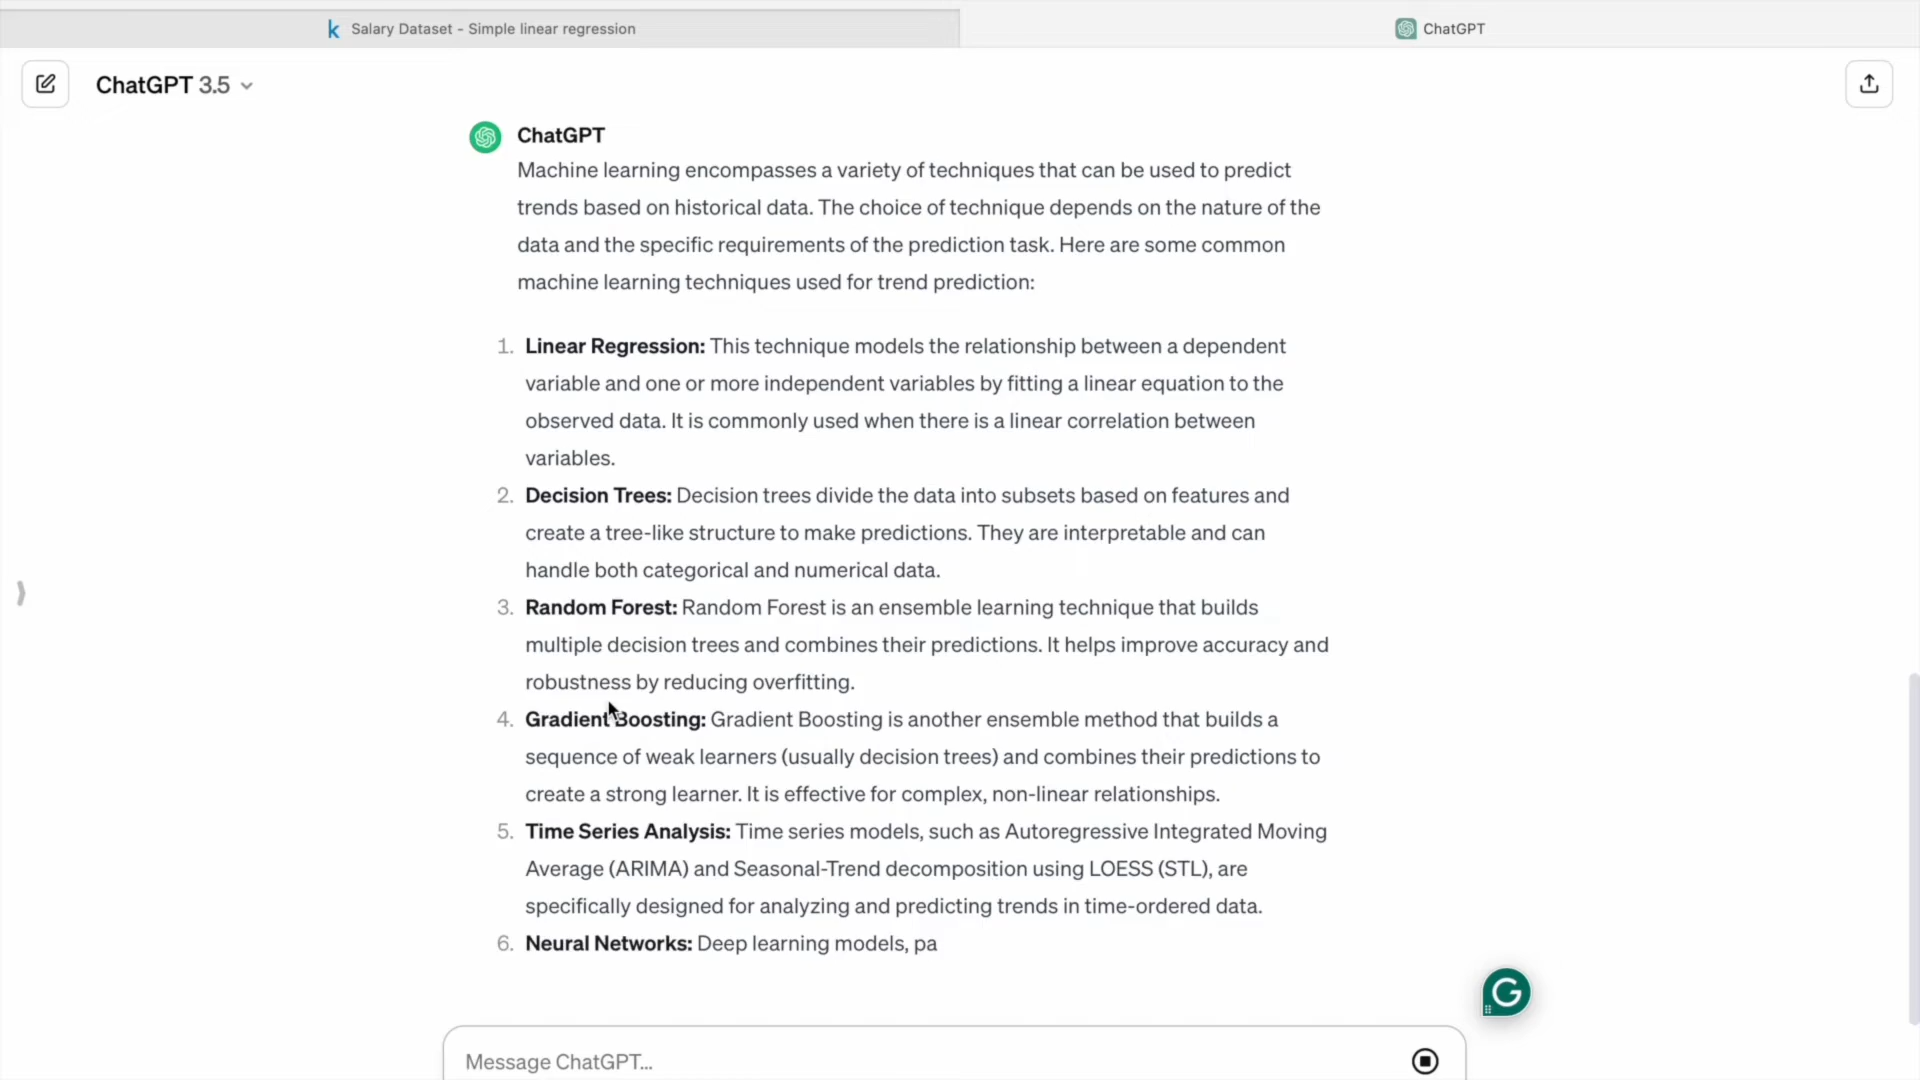 Salary Dataset - Simple linear regression
ChatGPT
ChatGPT 3.5
ChatGPT
Machine learning encompasses a variety of techniques that can be used to predict
trends based on historical data. The choice of technique depends on the nature of the
data and the specific requirements of the prediction task. Here are some common
machine learning techniques used for trend prediction:
1. Linear Regression: This technique models the relationship between a dependent
variable and one or more independent variables by fitting a linear equation to the
observed data. It is commonly used when there is a linear correlation between
variables.
2. Decision Trees: Decision trees divide the data into subsets based on features and
create a tree-like structure to make predictions. They are interpretable and can
handle both categorical and numerical data.
3. Random Forest: Random Forest is an ensemble learning technique that builds
multiple decision trees and combines their predictions. It helps improve accuracy and
robustness by reducing overfitting.
4. Gradient Boosting: Gradient Boosting is another ensemble method that builds a
sequence of weak learners (usually decision trees) and combines their predictions to
create a strong learner. It is effective for complex, non-linear relationships.
5. Time Series Analysis: Time series models, such as Autoregressive Integrated Moving
Average (ARIMA) and Seasonal-Trend decomposition using LOESS (STL), are
specifically designed for analyzing and predicting trends in time-ordered data.
6. Neural Networks: Deep learning models, pa
Message ChatGPT...